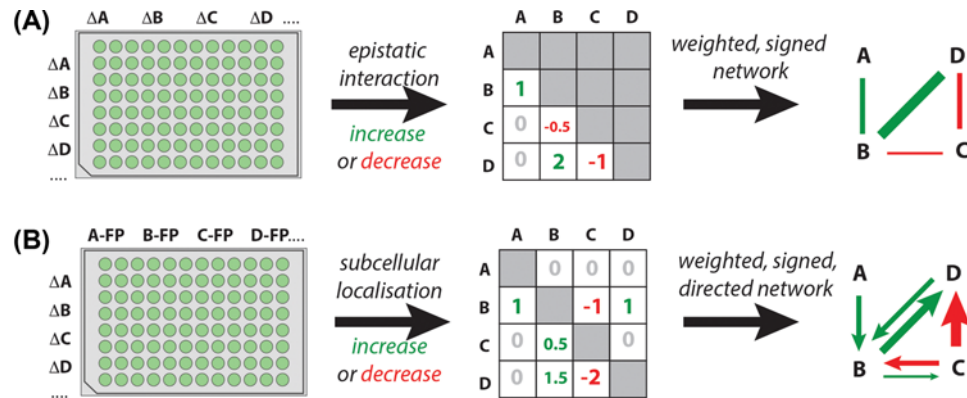 (A)
ΔA ΔB ΔC ΔD ....
ΔA
ΔB
ΔC
ΔD
....
epistatic
interaction
increase
or decrease
A B C D
A
B 1
C 0 -0.5
D 0 2 -1
weighted, signed
network
A D
B C
(B)
A-FP B-FP C-FP D-FP....
ΔA
ΔB
ΔC
ΔD
....
subcellular
localisation
increase
or decrease
A B C D
A 0 0 0
B 1 -1 1
C 0 0.5 0
D 0 1.5 -2
weighted, signed,
directed network
A D
B C